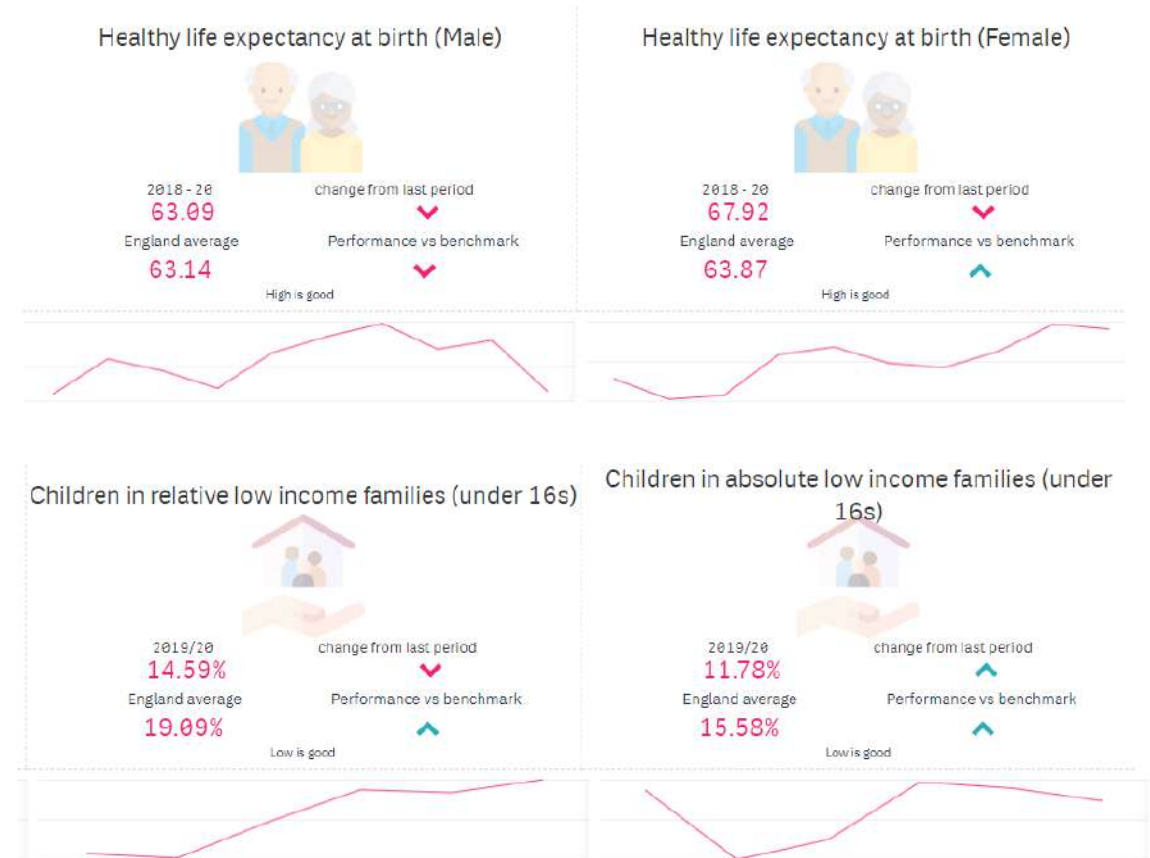 Healthy life expectancy at birth (Male)
2018 - 20
change from last period
63.09
England average
Performance vs benchmark
63.14
High is good
Healthy life expectancy at birth (Female)
2018 - 20
change from last period
67.92
England average
Performance vs benchmark
63.87
High is good
Children in relative low income families (under 16s)
2019/20
change from last period
14.59%
England average
Performance vs benchmark
19.09%
Low is good
Children in absolute low income families (under
16s)
2019/20
change from last period
11.78%
England average
Performance vs benchmark
15.58%
Low is good